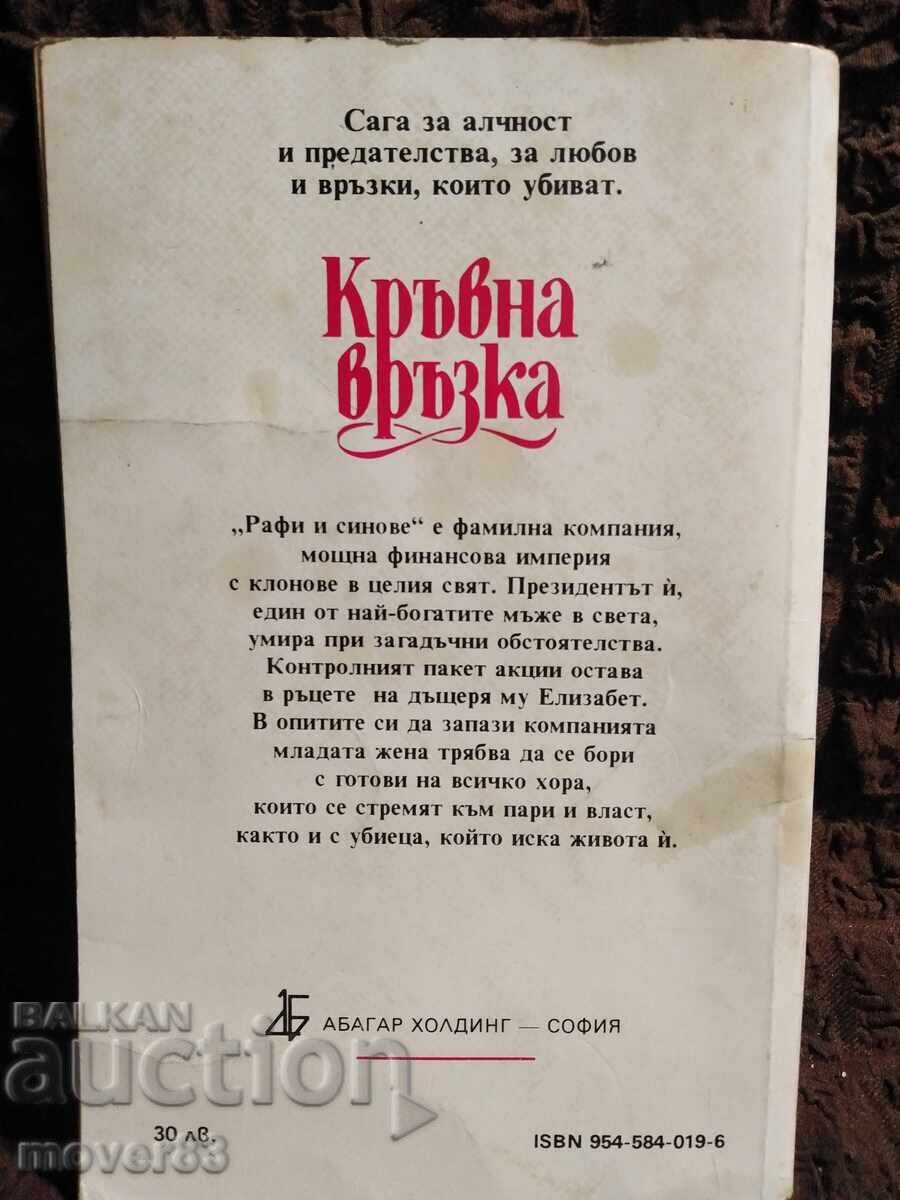 Сага за алчност
и предателства, за любов
и връзки, които убиват.
Кръвна
връзка
„Рафи и синове“ е фамилна компания,
мощна финансова империя
с клонове в целия свят. Президентът ѝ,
един от най-богатите мъже в света,
умира при загадъчни обстоятелства.
Контролният пакет акции остава
в ръцете на дъщеря му Елизабет.
В опитите си да запази компанията
младата жена трябва да се бори
с готови на всичко хора,
които се стремят към пари и власт,
както и с убиеца, който иска живота ѝ.
АБ АБАГАР ХОЛДИНГ — СОФИЯ
BALKAN
auction
30 лв.
ISBN 954-584-019-6
mover83